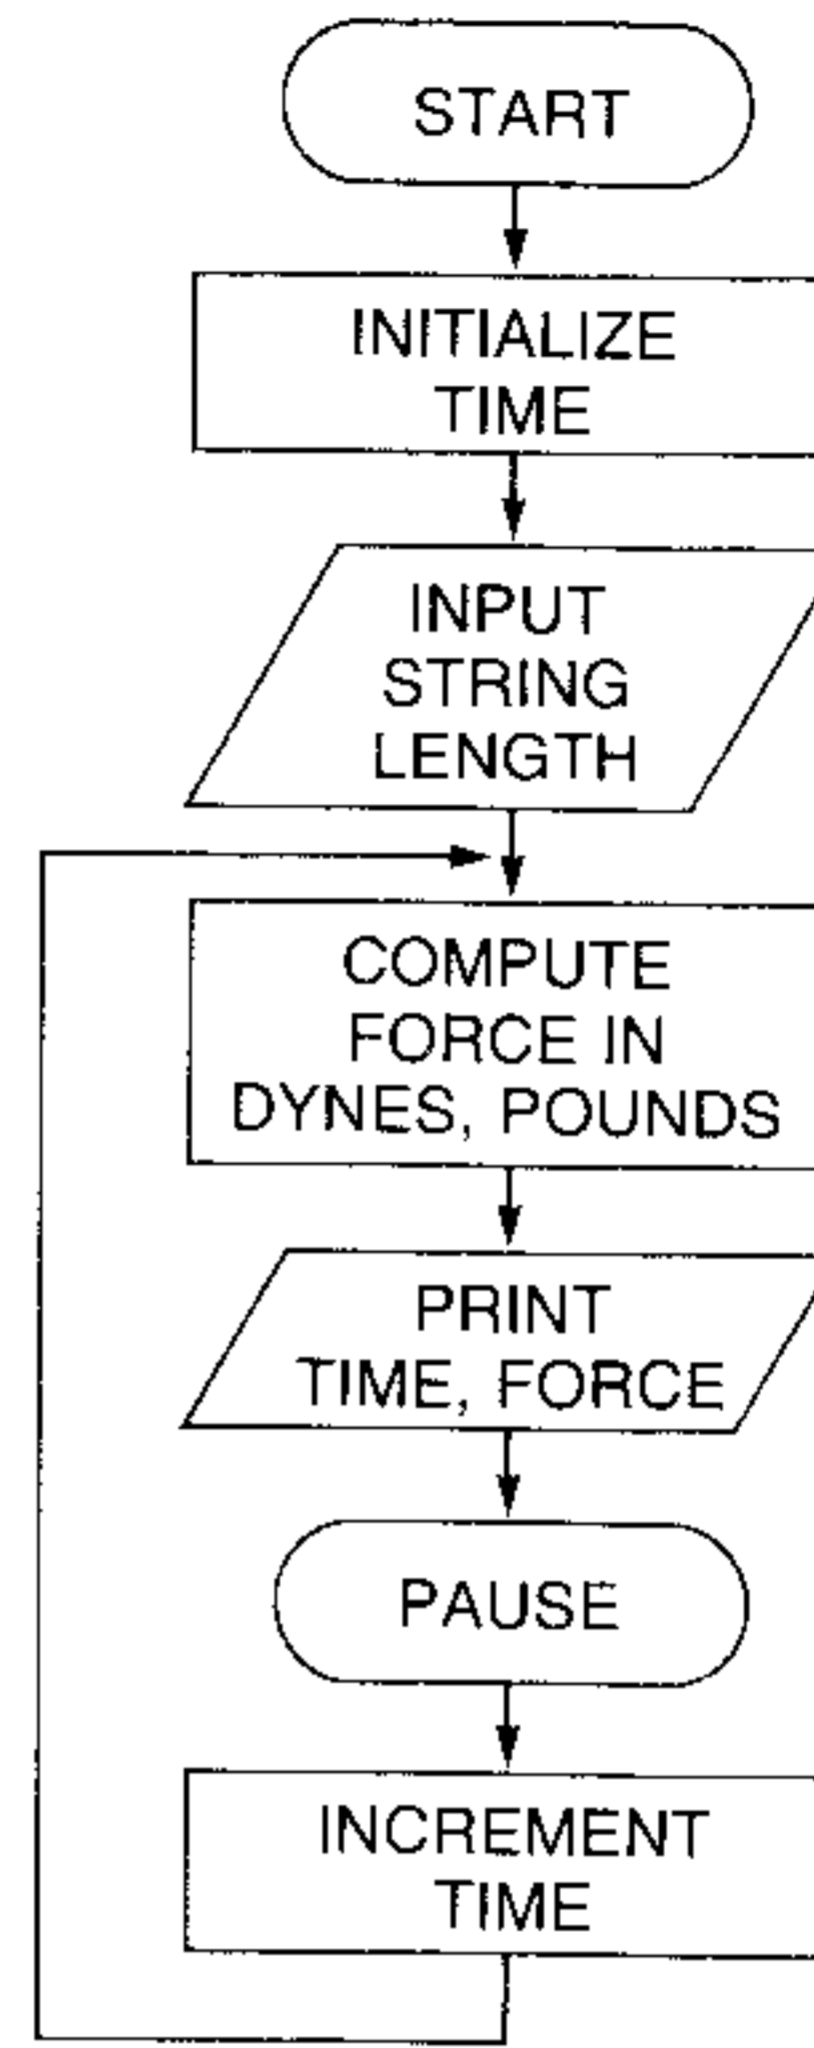 START
INITIALIZE
TIME
INPUT
STRING
LENGTH
COMPUTE
FORCE IN
DYNES, POUNDS
PRINT
TIME, FORCE
PAUSE
INCREMENT
TIME